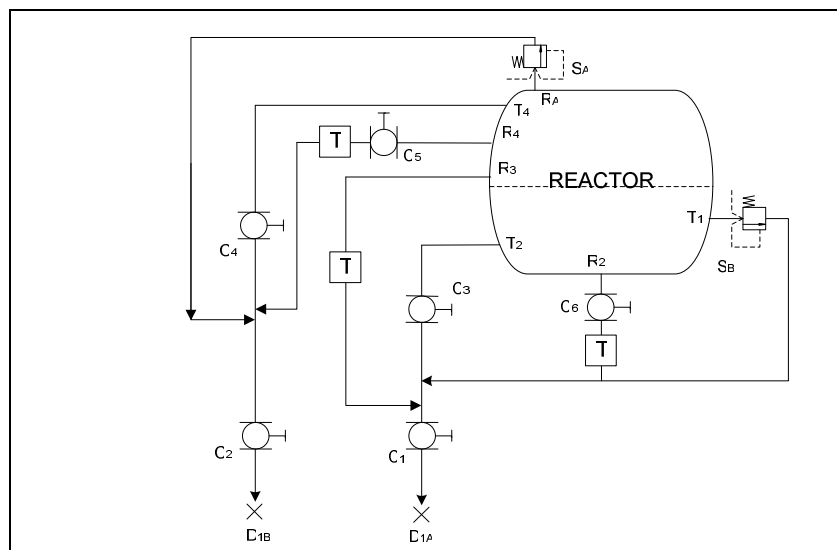 SA
RA
T4
R4
T
C5
R3
REACTOR
T1
T2
R2
SB
C4
T
C3
C6
T
C2
C1
D1B
D1A